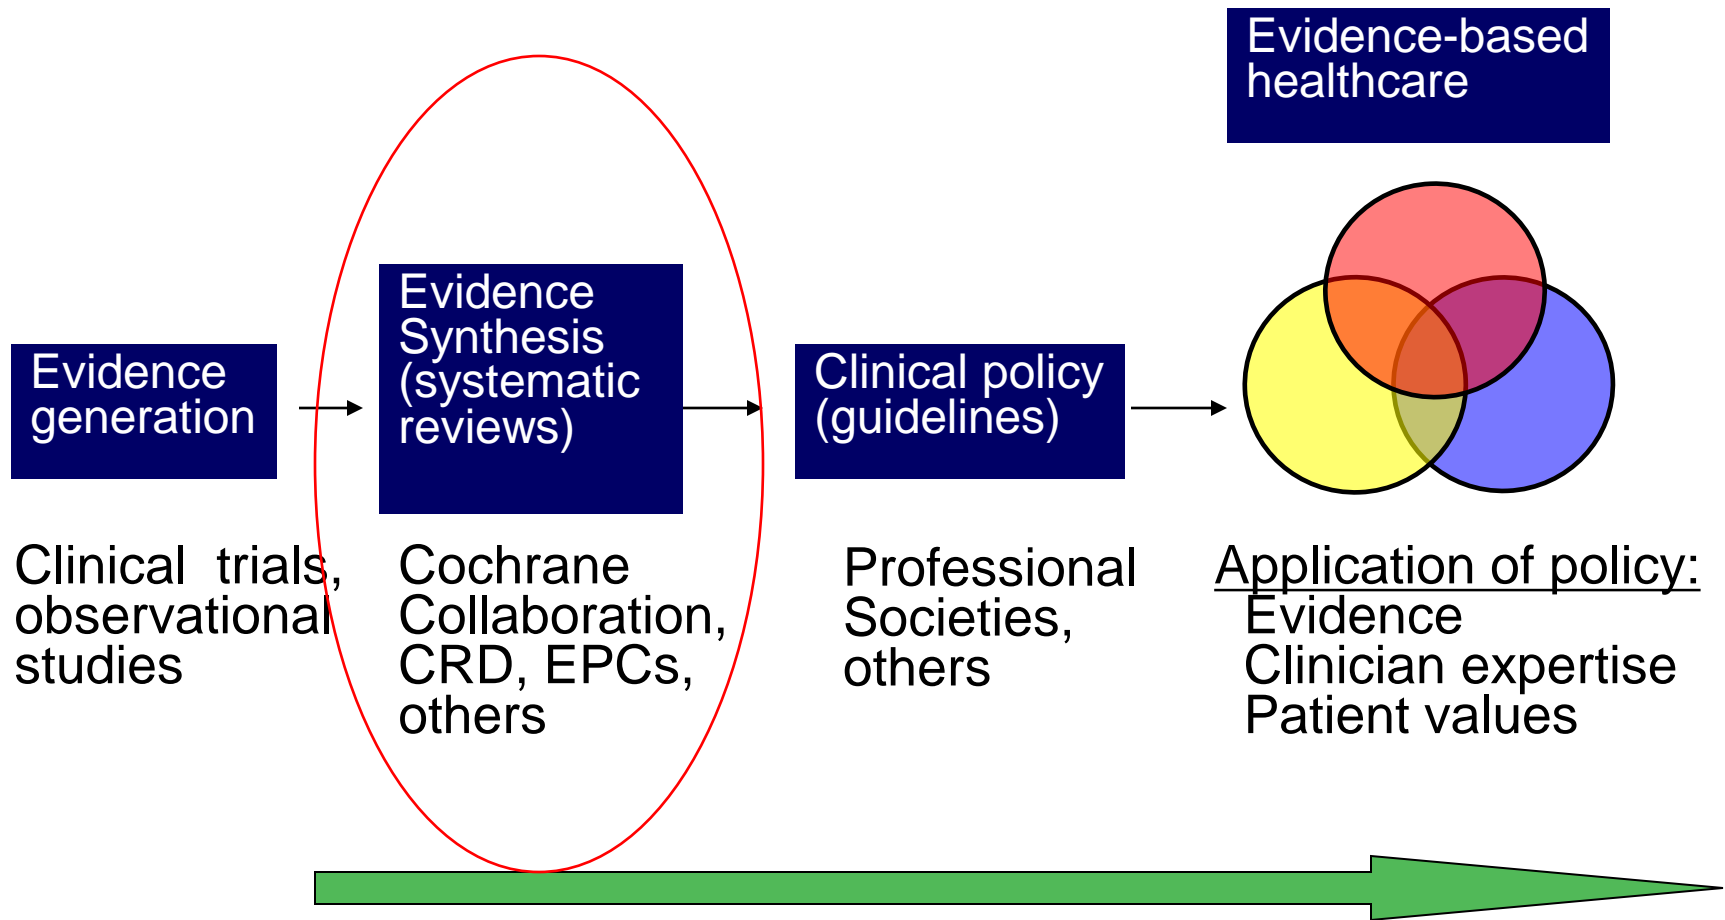 Evidence-based
healthcare
Evidence
generation
Evidence
Synthesis
(systematic
reviews)
Clinical policy
(guidelines)
Clinical trials,
observational
studies
Cochrane
Collaboration,
CRD, EPCs,
others
Professional
Societies,
others
Application of policy:
Evidence
Clinician expertise
Patient values